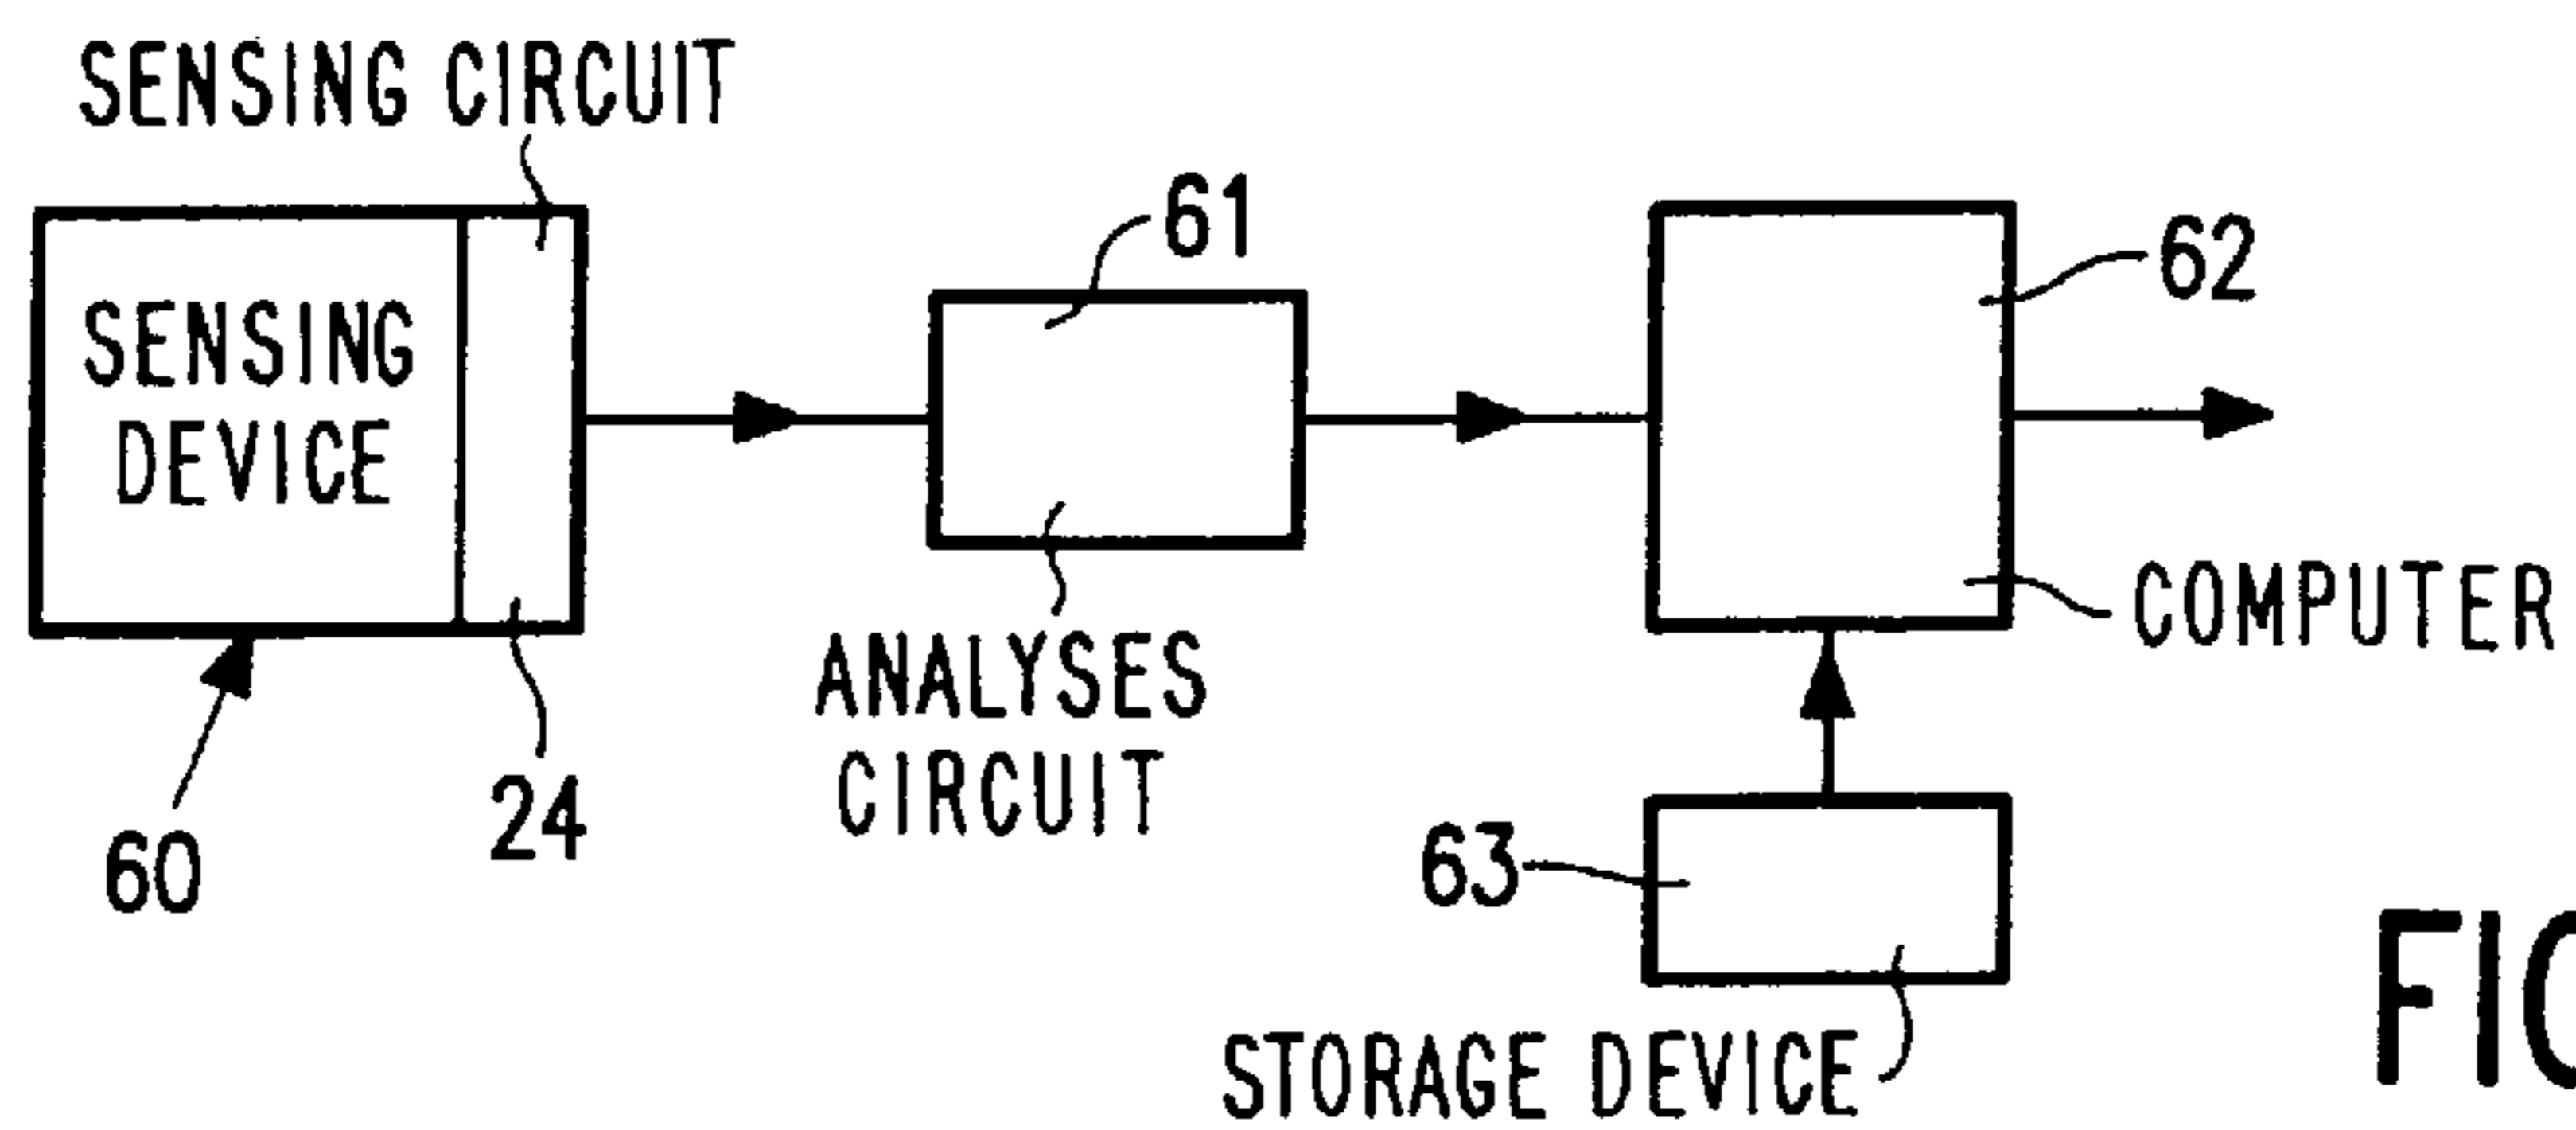 SENSING CIRCUIT
61
62
SENSING
DEVICE
COMPUTER
ANALYSES
CIRCUIT
24
60
63
STORAGE DEVICE